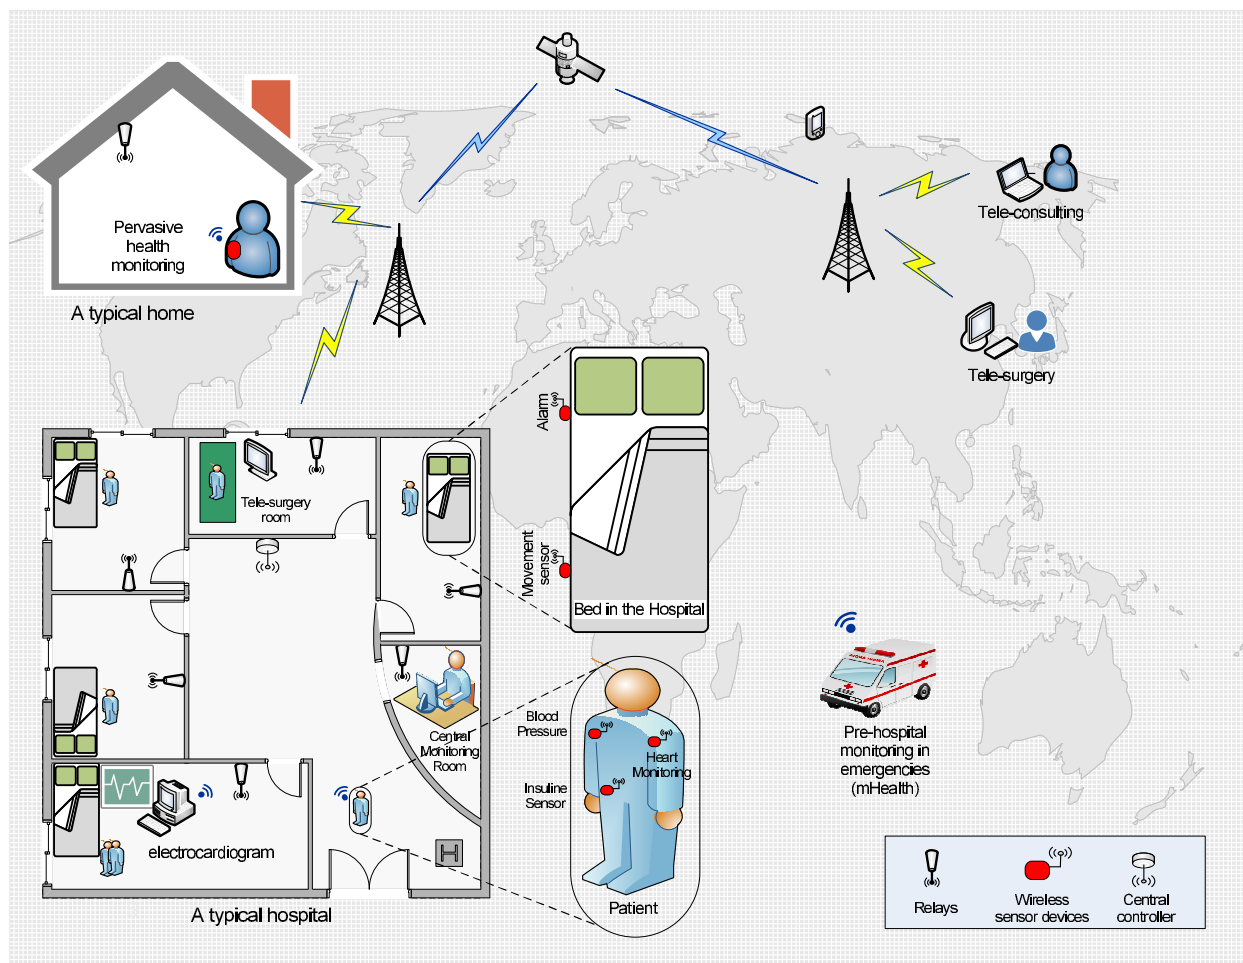 Pervasive
health
monitoring
A typical home
Tele-consulting
Tele-surgery
Alarm
Movement
sensor
Bed in the Hospital
Tele-surgery
room
Central
Monitoring
Room
electrocardiogram
H
A typical hospital
Blood
Pressure
Heart
Monitoring
Insuline
Sensor
Patient
Pre-hospital
monitoring in
emergencies
(mHealth)
Relays
Wireless
sensor devices
Central
controller